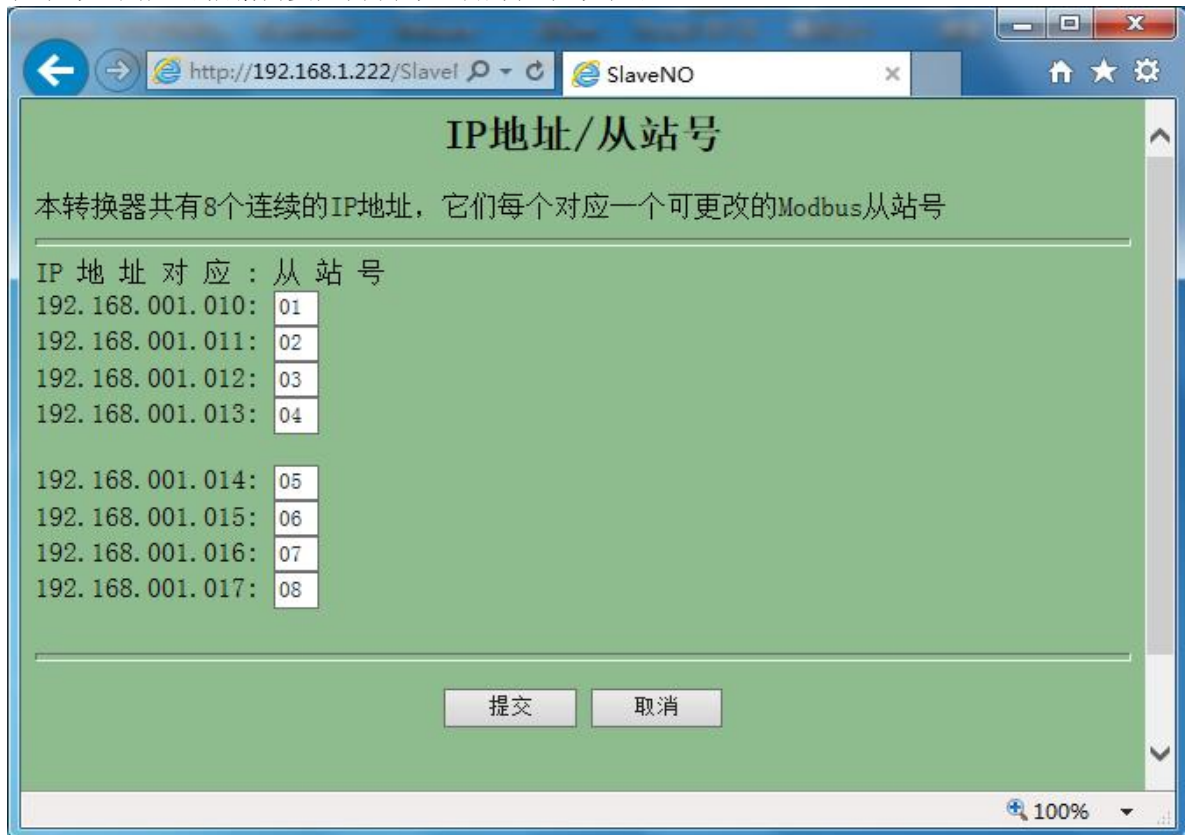 http://192.168.1.222/Slave
SlaveNO
IP地址/从站号
本转换器共有8个连续的IP地址，它们每个对应一个可更改的Modbus从站号
IP 地 址 对 应 : 从 站 号
192.168.001.010: 01
192.168.001.011: 02
192.168.001.012: 03
192.168.001.013: 04
192.168.001.014: 05
192.168.001.015: 06
192.168.001.016: 07
192.168.001.017: 08
提交 取消
100%